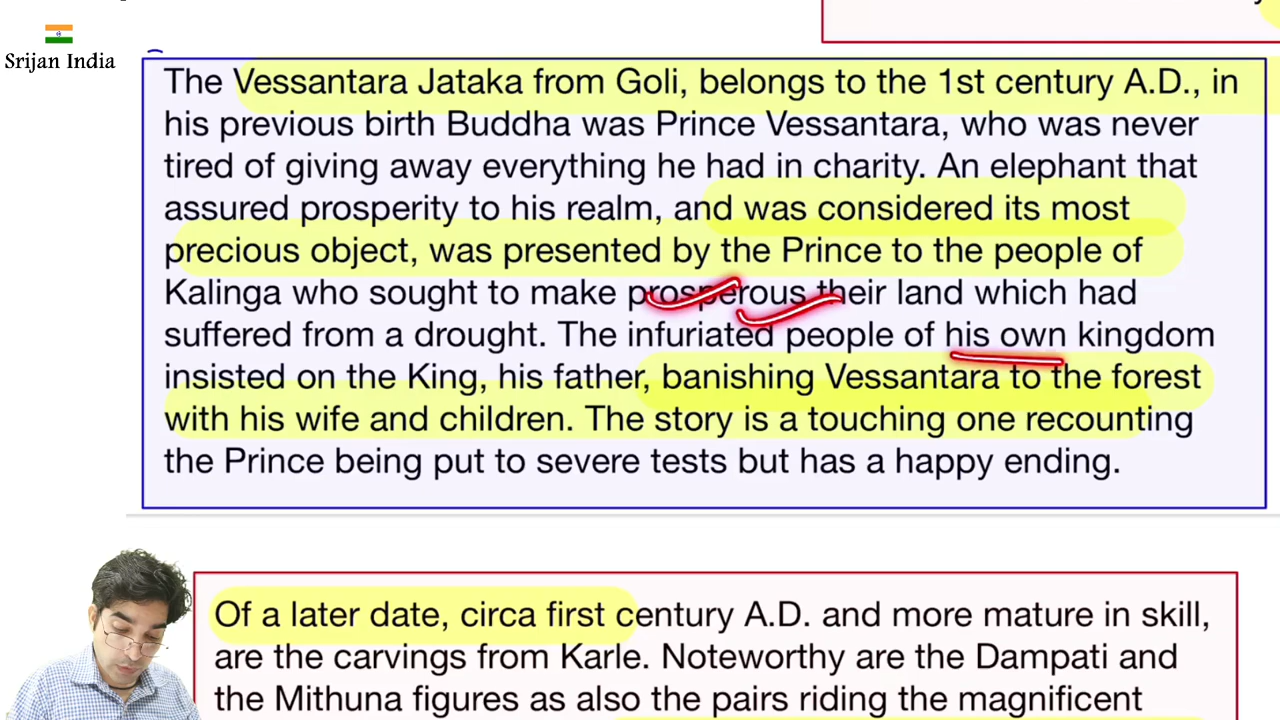 Srijan India
The Vessantara Jataka from Goli, belongs to the 1st century A.D., in
his previous birth Buddha was Prince Vessantara, who was never
tired of giving away everything he had in charity. An elephant that
assured prosperity to his realm, and was considered its most
precious object, was presented by the Prince to the people of
Kalinga who sought to make prosperous their land which had
suffered from a drought. The infuriated people of his own kingdom
insisted on the King, his father, banishing Vessantara to the forest
with his wife and children. The story is a touching one recounting
the Prince being put to severe tests but has a happy ending.
Of a later date, circa first century A.D. and more mature in skill,
are the carvings from Karle. Noteworthy are the Dampati and
the Mithuna figures as also the pairs riding the magnificent